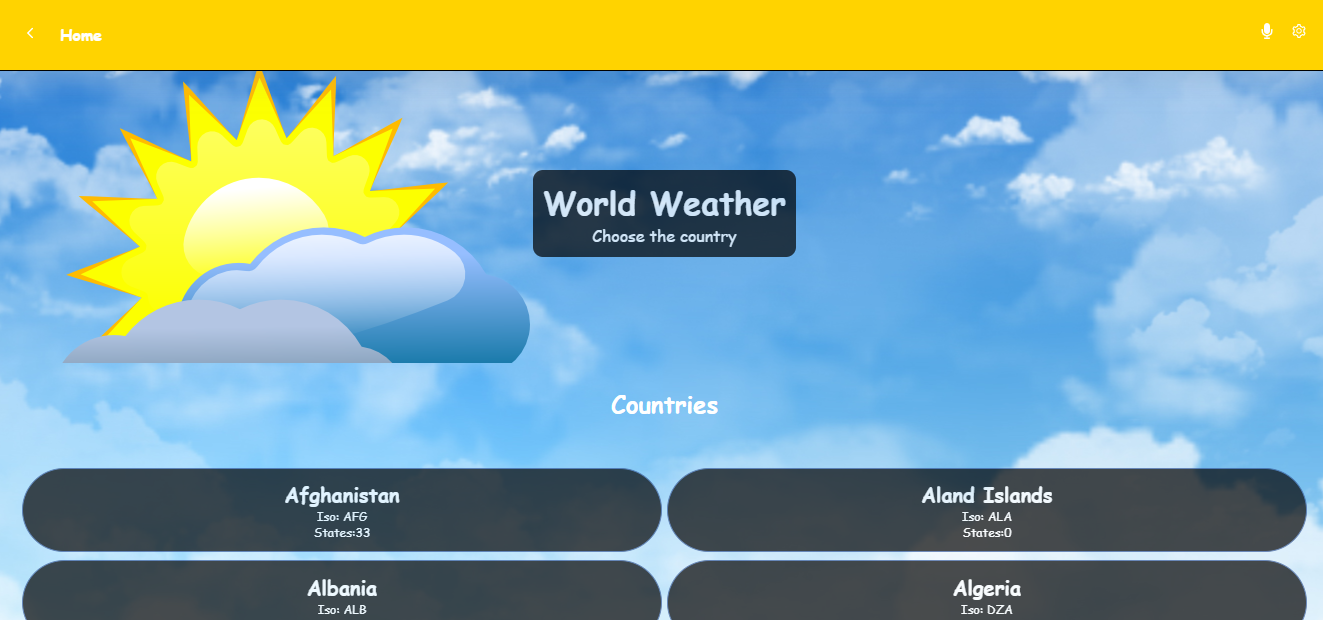 Home
World Weather
Choose the country
Countries
Afghanistan
Iso: AFG
States:33
Aland Islands
Iso: ALA
States:0
Albania
Iso: ALB
Algeria
Iso: DZA